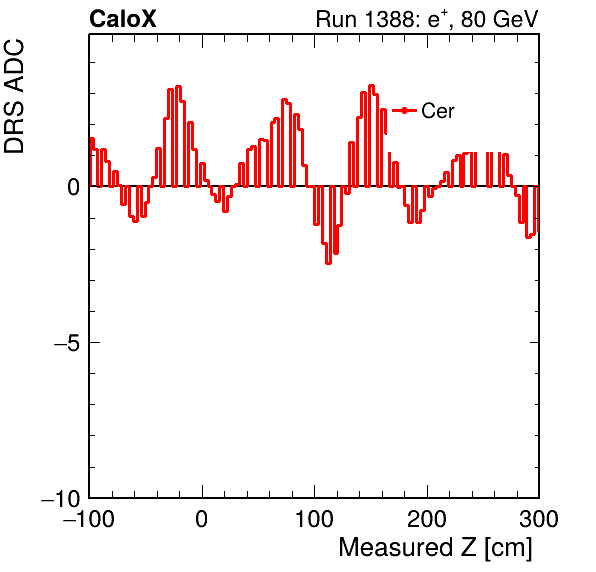 CaloX Run 1388: e⁺, 80 GeV
DRS ADC
Cer
0
−5
−10
−100 0 100 200 300
Measured Z [cm]